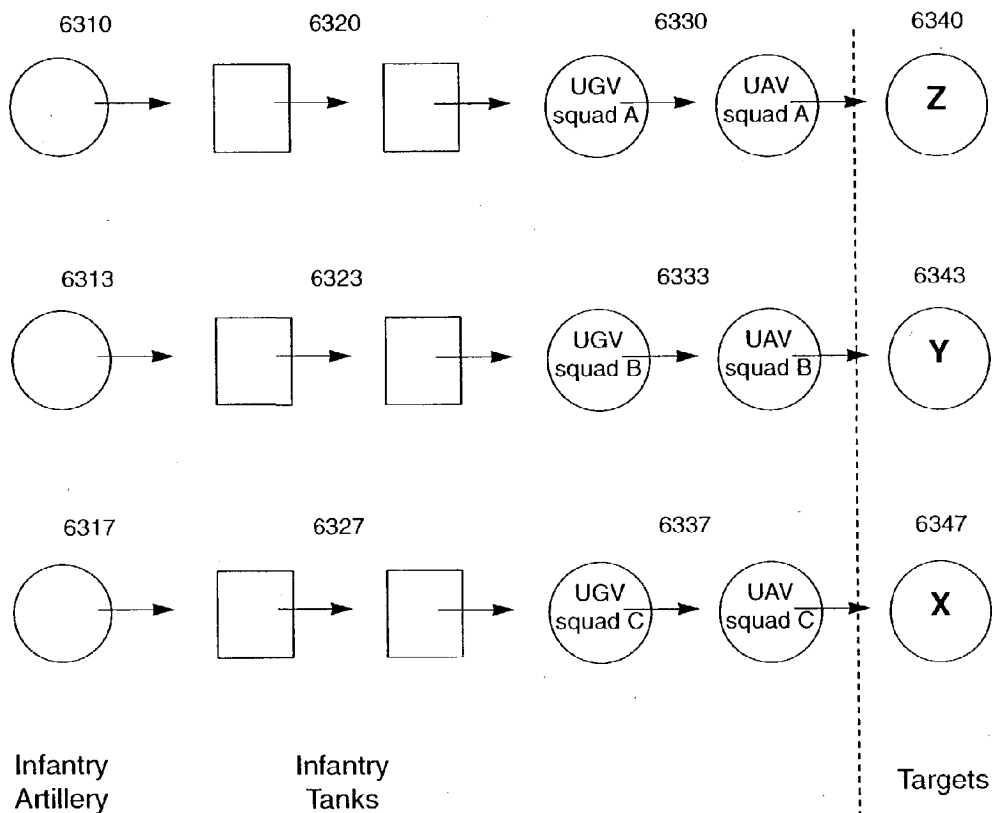 6310 6320 6330 6340
UGV UAV Z
squad A squad A
6313 6323 6333 6343
UGV UAV Y
squad B squad B
6317 6327 6337 6347
UGV UAV X
squad C squad C
Infantry Infantry
Artillery Tanks Targets